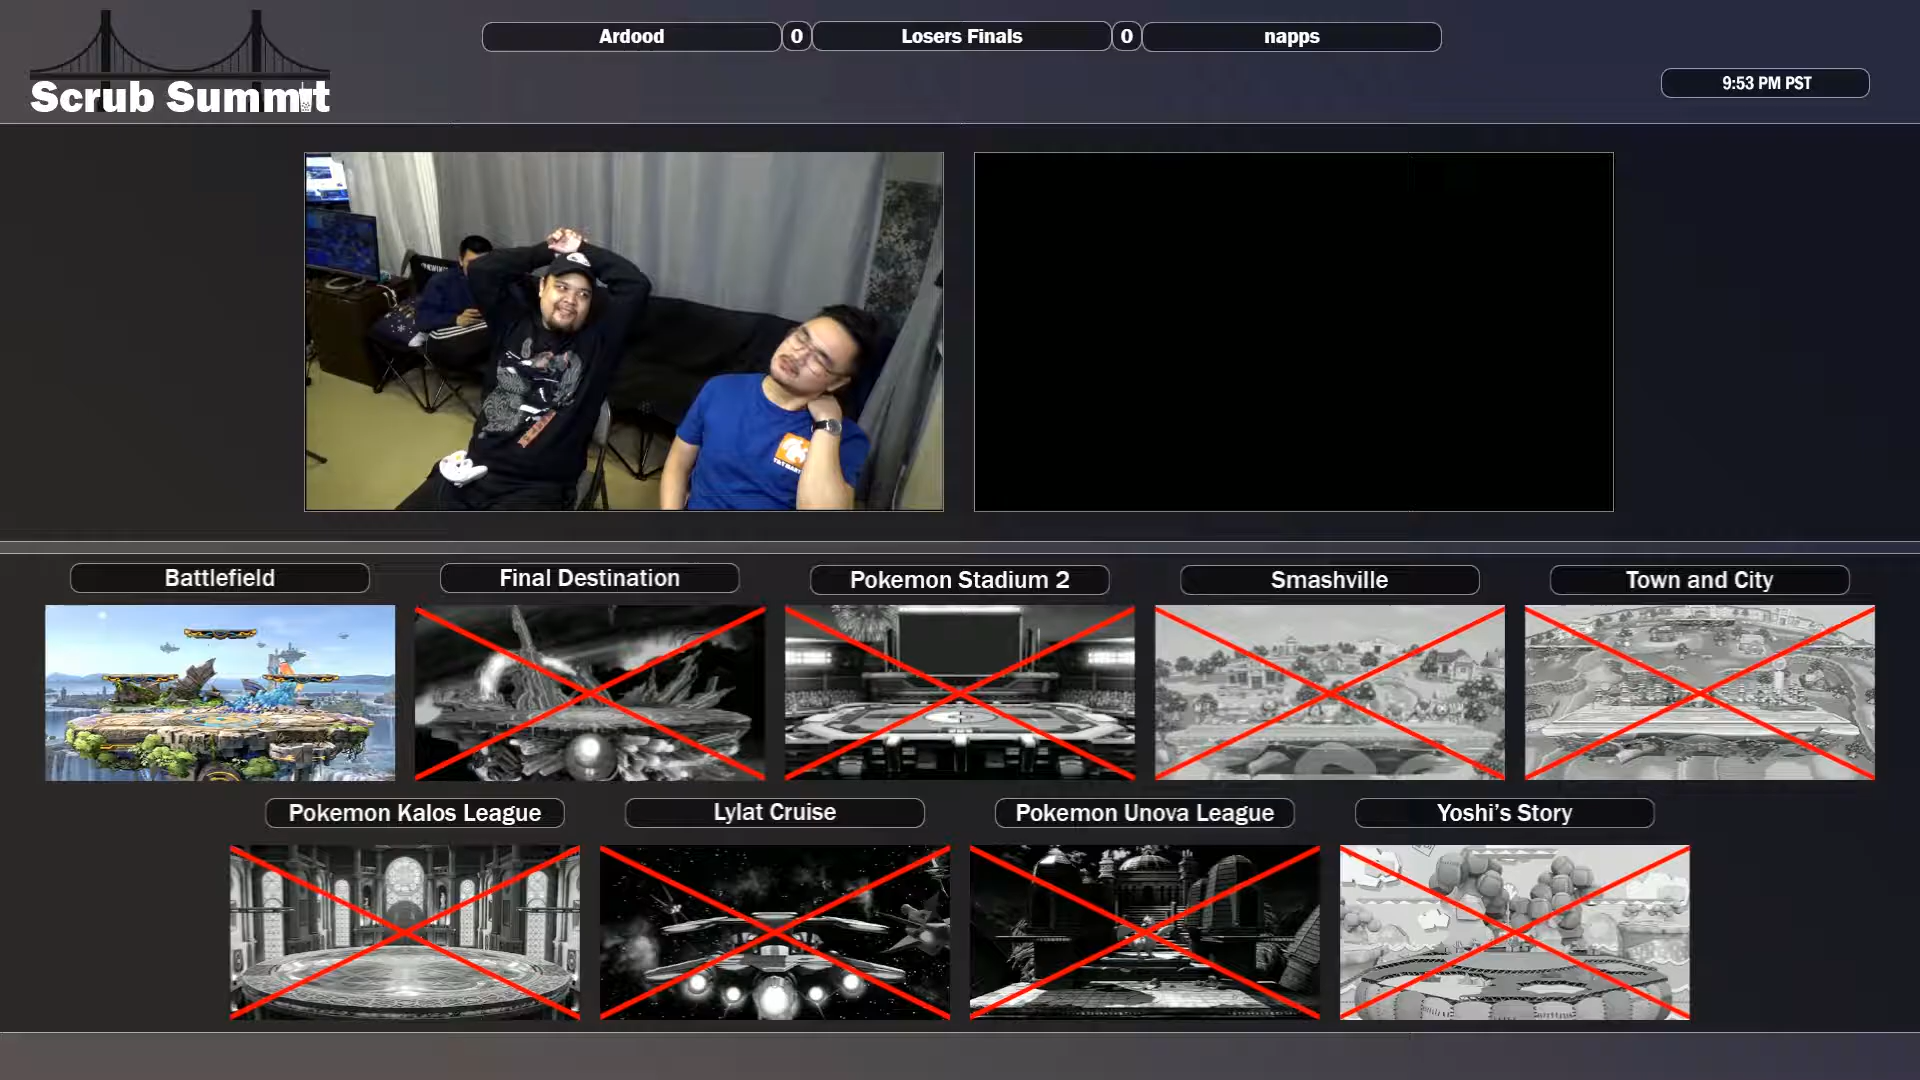 Scrub Summit
Ardood 0 Losers Finals 0 napps
9:53 PM PST
Battlefield
Final Destination
Pokemon Stadium 2
Smashville
Town and City
Pokemon Kalos League
Lylat Cruise
Pokemon Unova League
Yoshi's Story